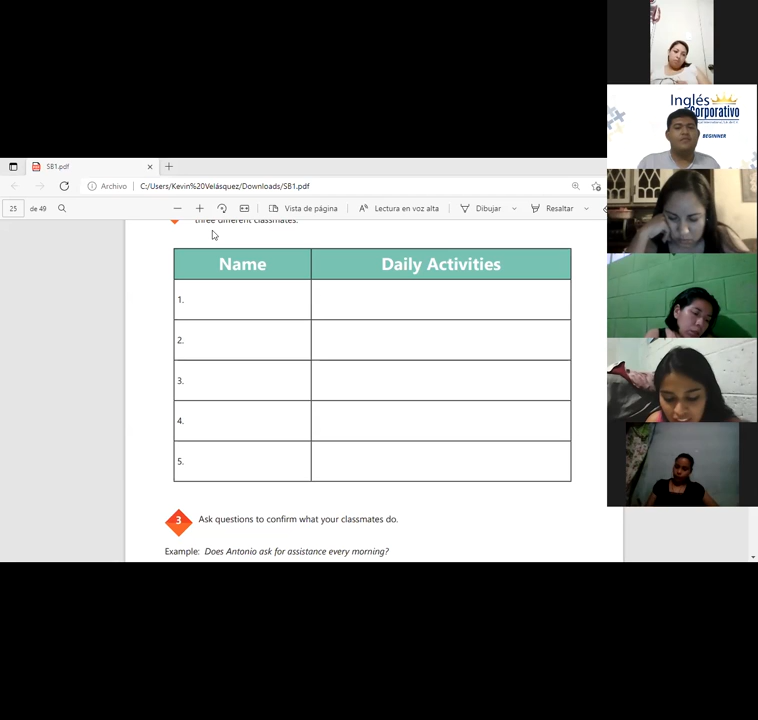 SB1.pdf
Archivo C:/Users/Kevin%20Velásquez/Downloads/SB1.pdf
25 de 49 Vista de página Lectura en voz alta Dibujar Resaltar
three different classmates.
Name Daily Activities
1.
2.
3.
4.
5.
3 Ask questions to confirm what your classmates do.
Example: Does Antonio ask for assistance every morning?
Inglés
Corporativo
BEGINNER